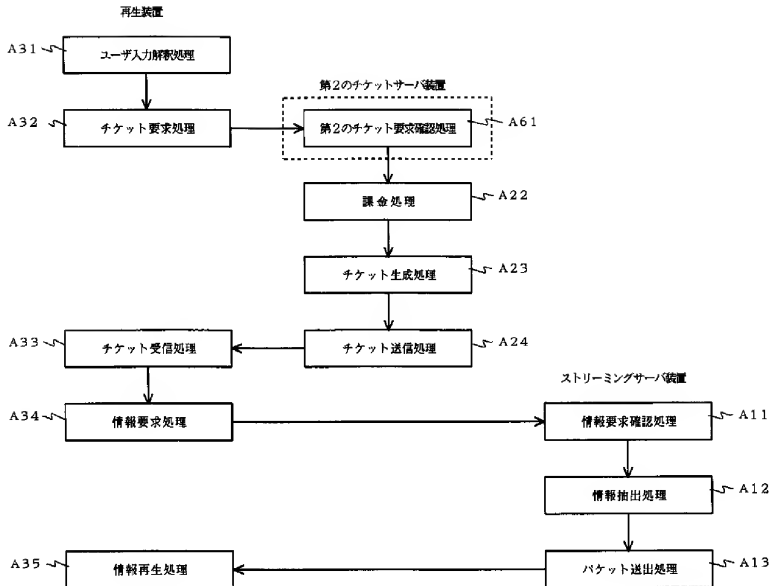 再生装置
A31
ユーザ入力解釈処理
第2のチケットサーバ装置
A32
チケット要求処理
第2のチケット要求確認処理
A61
課金処理
A22
チケット生成処理
A23
A33
チケット受信処理
チケット送信処理
A24
ストリーミングサーバ装置
A34
情報要求処理
情報要求確認処理
A11
情報抽出処理
A12
A35
情報再生処理
パケット送出処理
A13